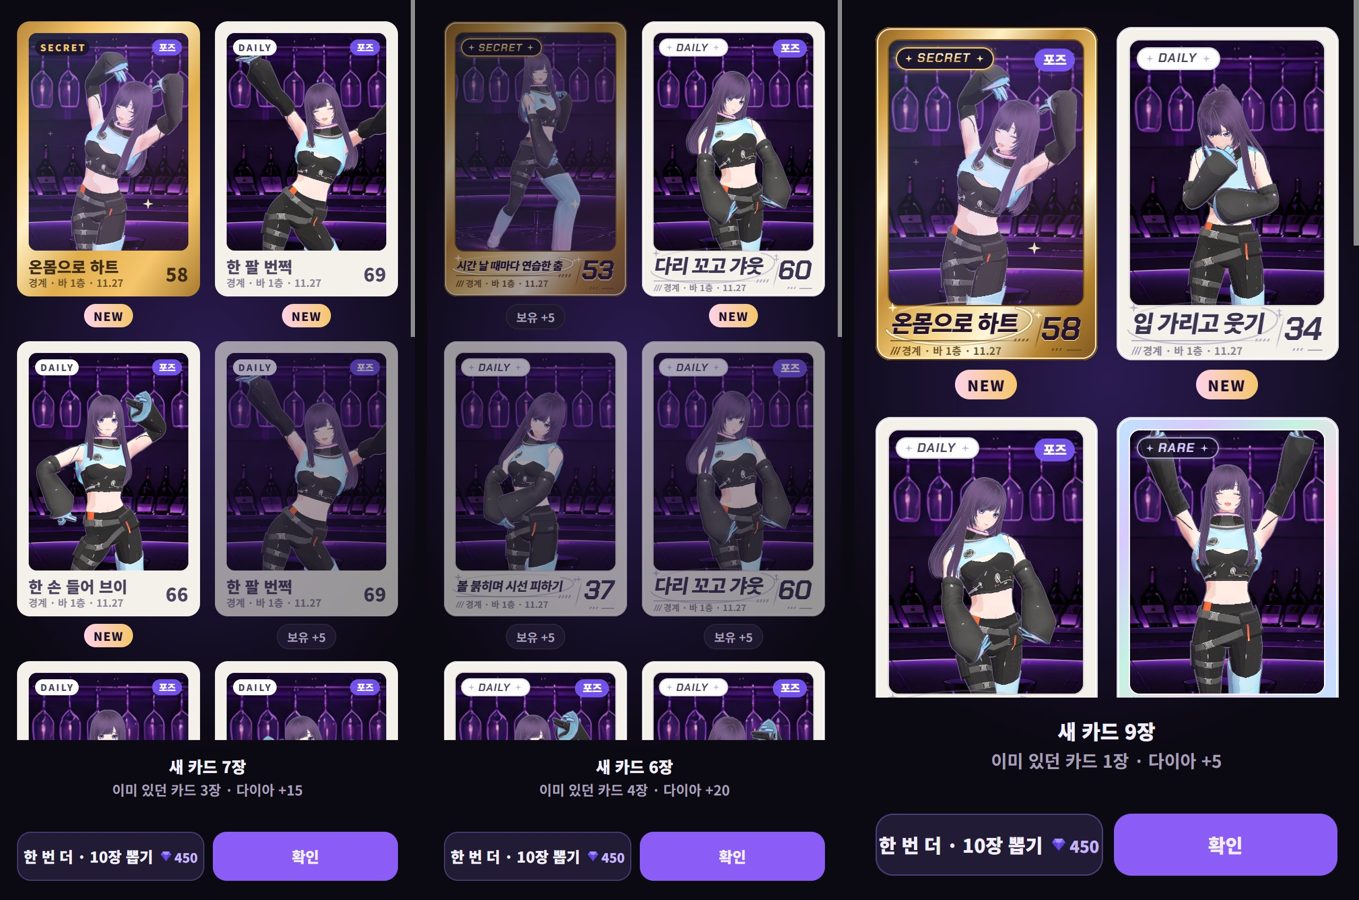 SECRET
포즈
온몸으로 하트
58
경계 · 바 1층 · 11.27
NEW
DAILY
포즈
한 팔 번쩍
69
경계 · 바 1층 · 11.27
NEW
DAILY
포즈
한 손 들어 브이
66
경계 · 바 1층 · 11.27
NEW
DAILY
포즈
한 팔 번쩍
69
경계 · 바 1층 · 11.27
보유 +5
DAILY
포즈
DAILY
포즈
새 카드 7장
이미 있던 카드 3장 · 다이아 +15
한 번 더 · 10장 뽑기 450
확인
SECRET
시간 날 때마다 연습한 춤
53
경계 · 바 1층 · 11.27
보유 +5
DAILY
포즈
다리 꼬고 갸웃
60
경계 · 바 1층 · 11.27
NEW
DAILY
포즈
볼 붉히며 시선 피하기
37
경계 · 바 1층 · 11.27
보유 +5
DAILY
포즈
다리 꼬고 갸웃
60
경계 · 바 1층 · 11.27
보유 +5
DAILY
포즈
DAILY
포즈
새 카드 6장
이미 있던 카드 4장 · 다이아 +20
한 번 더 · 10장 뽑기 450
확인
SECRET
포즈
온몸으로 하트
58
경계 · 바 1층 · 11.27
NEW
DAILY
입 가리고 웃기
34
경계 · 바 1층 · 11.27
NEW
DAILY
포즈
RARE
새 카드 9장
이미 있던 카드 1장 · 다이아 +5
한 번 더 · 10장 뽑기 450
확인